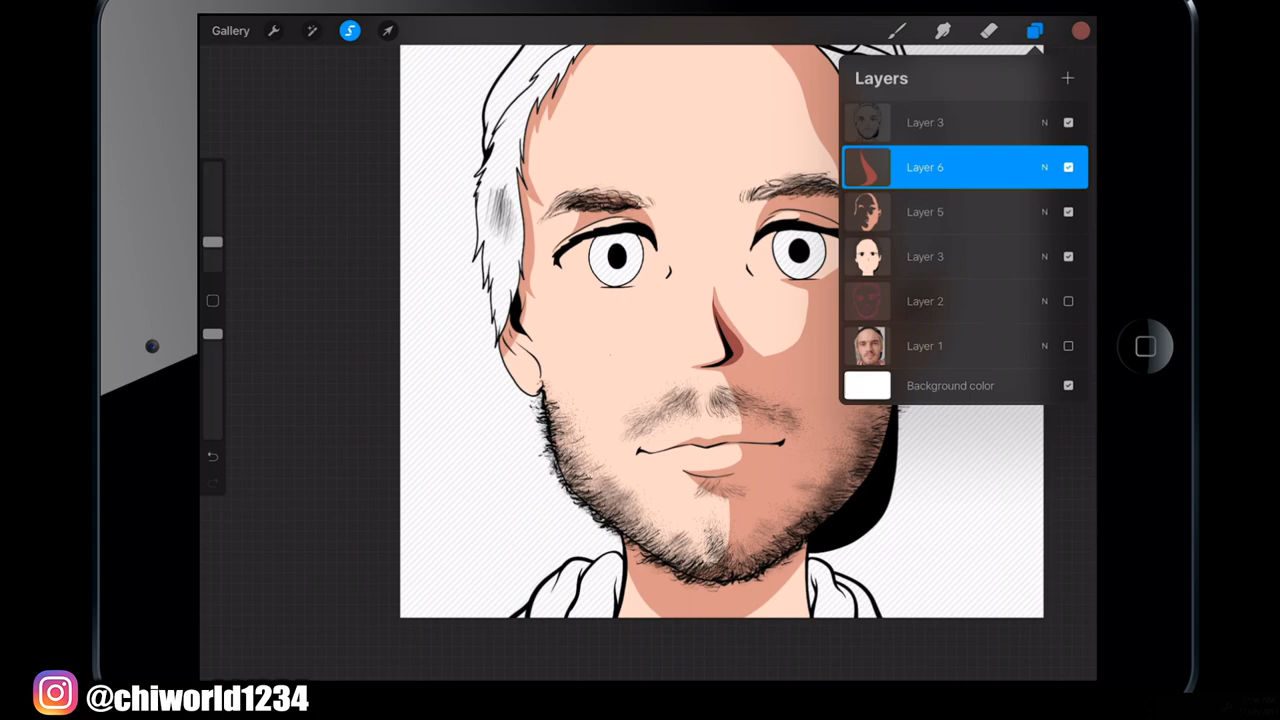 Gallery
Layers
Layer 3 N
Layer 6 N
Layer 5 N
Layer 3 N
Layer 2 N
Layer 1 N
Background color
@chiworld1234